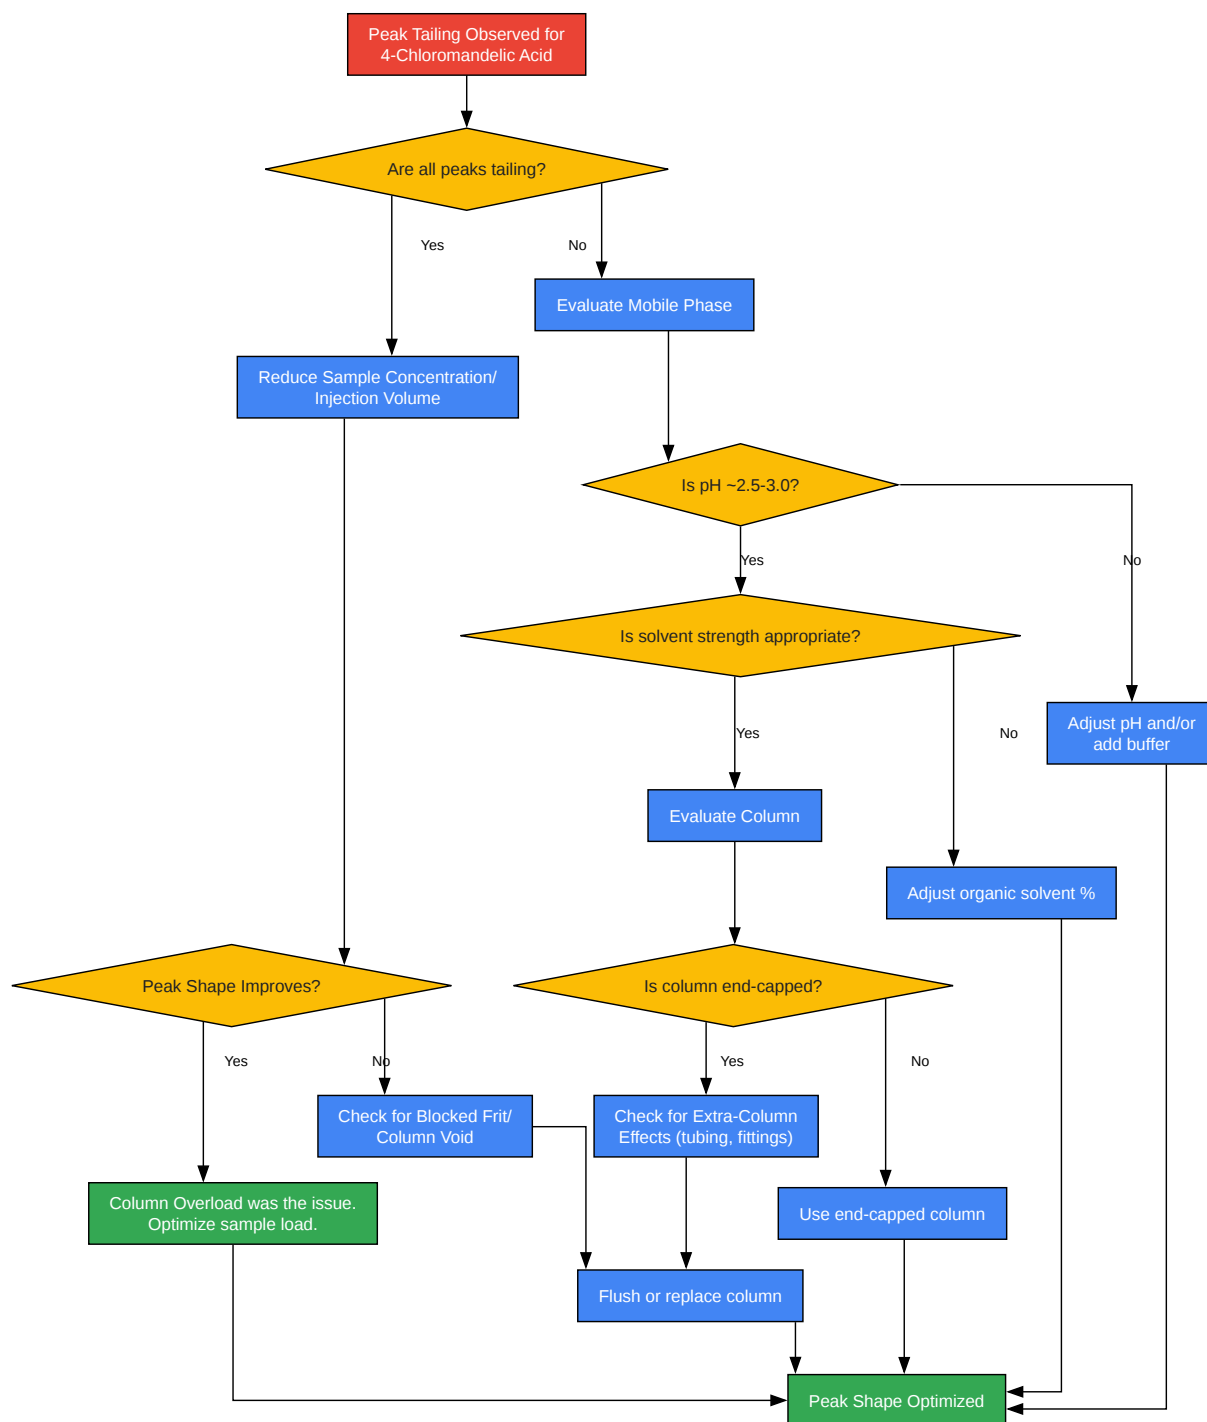 Peak Tailing Observed for
4-Chloromandelic Acid
Are all peaks tailing?
Yes
No
Evaluate Mobile Phase
Reduce Sample Concentration/
Injection Volume
Is pH ~2.5-3.0?
Yes
No
Is solvent strength appropriate?
Yes
No
Adjust pH and/or
add buffer
Evaluate Column
Adjust organic solvent %
Peak Shape Improves?
Is column end-capped?
Yes
No
Yes
No
Check for Blocked Frit/
Column Void
Check for Extra-Column
Effects (tubing, fittings)
Column Overload was the issue.
Optimize sample load.
Use end-capped column
Flush or replace column
Peak Shape Optimized